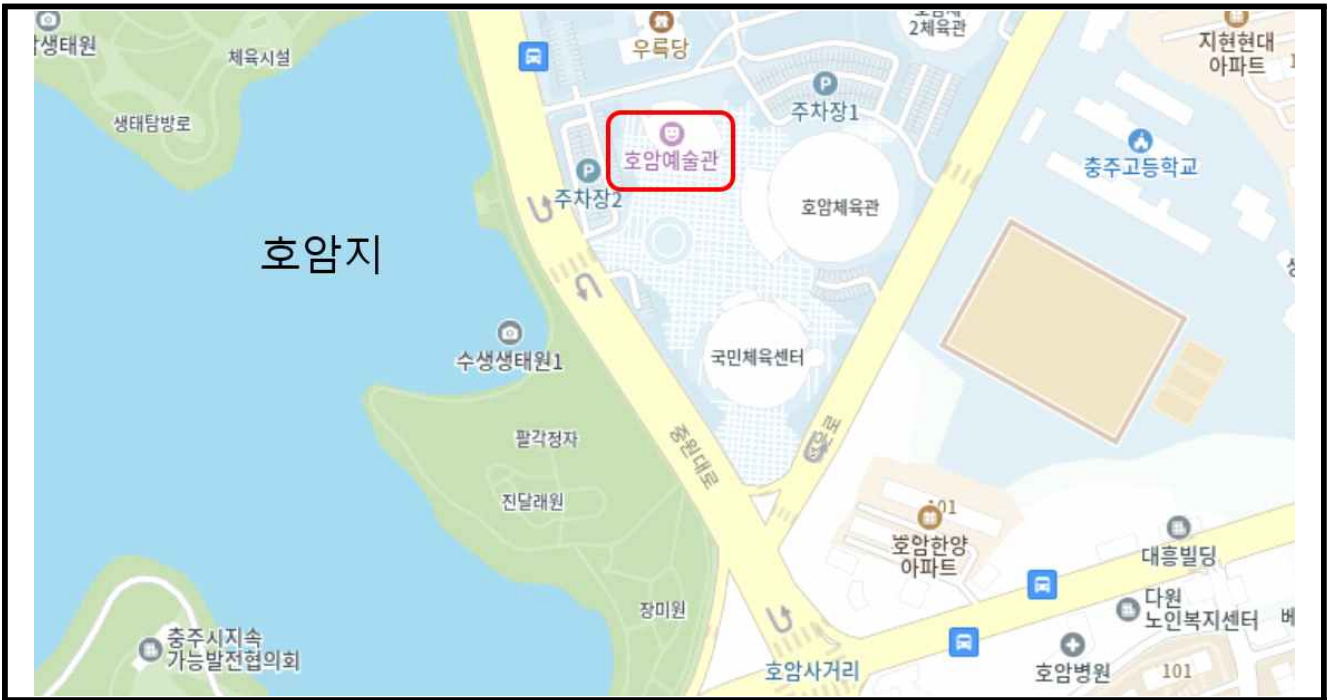 생태원
체육시설
우륵당
2체육관
지현현대
아파트
생태탐방로
주차장1
호암예술관
충주고등학교
주차장2
호암체육관
호암지
수생생태원1
국민체육센터
팔각정자
중원대로
진달래원
101
호암한양
아파트
대흥빌딩
장미원
다원
노인복지센터
베
충주시지속
가능발전협의회
호암사거리
호암병원
101